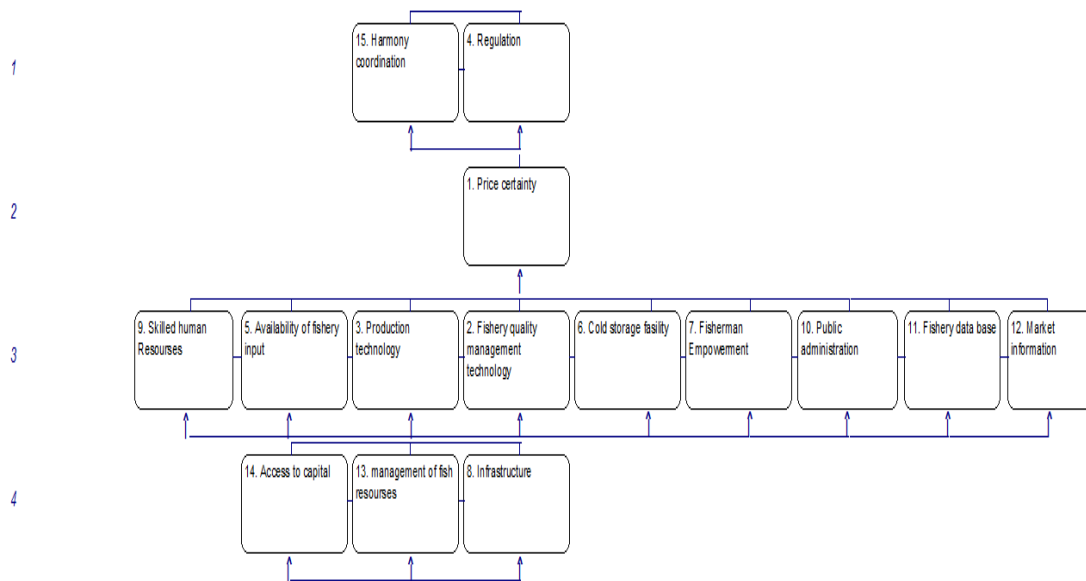 1
15. Harmony
coordination
4. Regulation
2
1. Price certainty
3
9. Skilled human
Resourses
5. Availability of fishery
input
3. Production
technology
2. Fishery quality
management
technology
6. Cold storage fasility
7. Fisherman
Empowerment
10. Public
administration
11. Fishery data base
12. Market
information
4
14. Access to capital
13. management of fish
resourses
8. Infrastructure